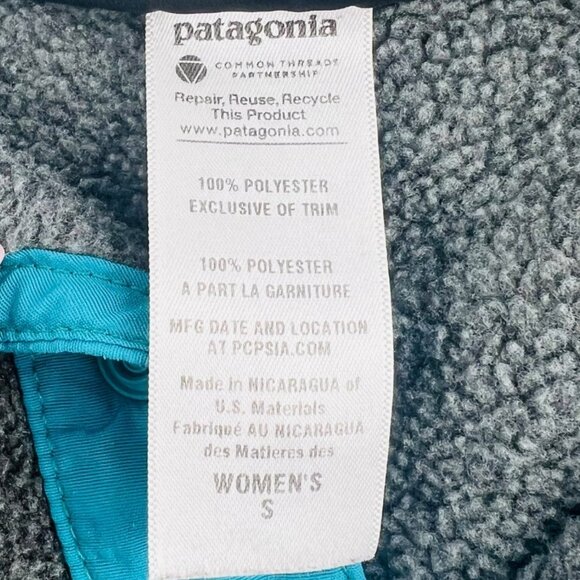 patagonia
COMMON THREADS
PARTNERSHIP
Repair, Reuse, Recycle
This Product
www.patagonia.com
100% POLYESTER
EXCLUSIVE OF TRIM
100% POLYESTER
A PART LA GARNITURE
MFG DATE AND LOCATION
AT PCPSIA.COM
Made in NICARAGUA of
U.S. Materials
Fabriqué AU NICARAGUA
des Matieres des
WOMEN'S
S